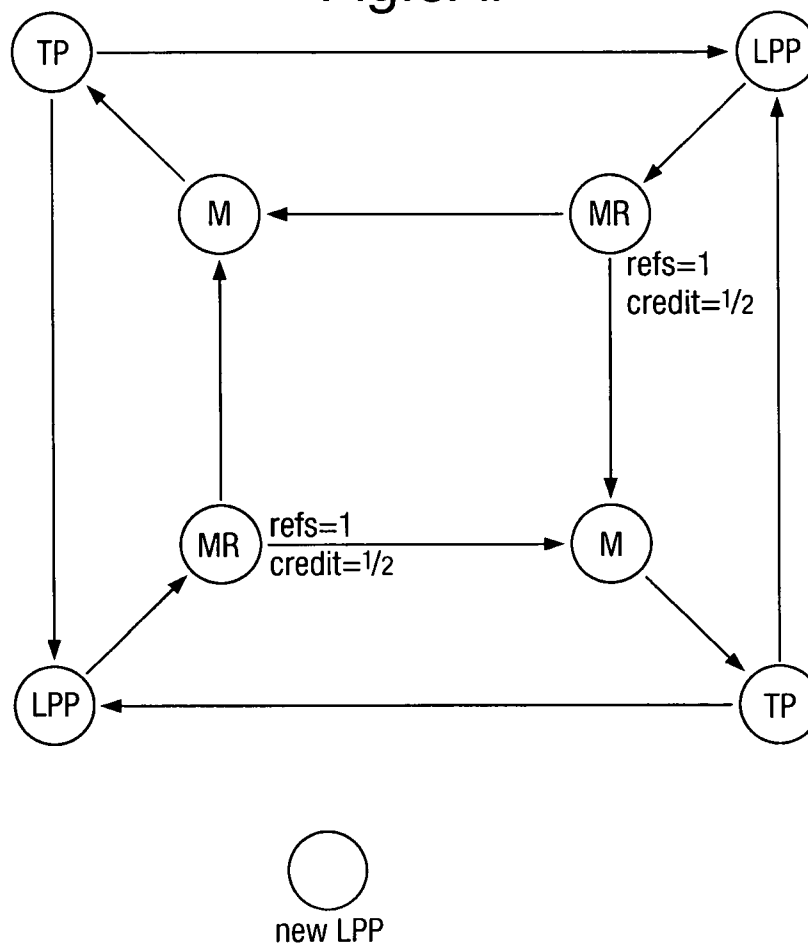 TP
LPP
M
MR
refs=1
credit=1/2
MR
refs=1
credit=1/2
M
LPP
TP
new LPP